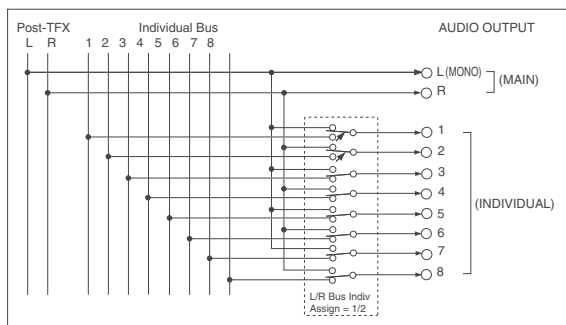 Post-TFX Individual Bus AUDIO OUTPUT
L R 1 2 3 4 5 6 7 8
L (MONO)
R
(MAIN)
1
2
3
4
5
6
7
8
(INDIVIDUAL)
L/R Bus Indiv
Assign = 1/2